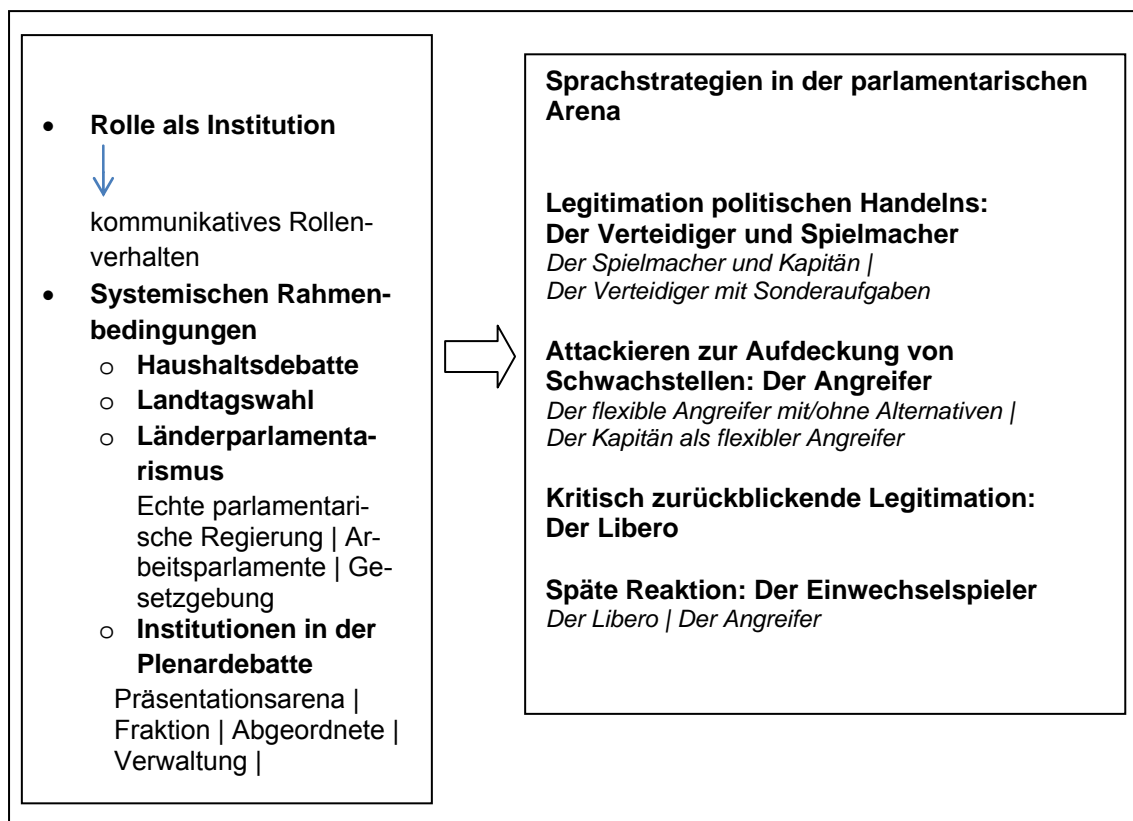 • Rolle als Institution
kommunikatives Rollen-
verhalten
• Systemischen Rahmen-
bedingungen
o Haushaltsdebatte
o Landtagswahl
o Länderparlamenta-
rismus
Echte parlamentari-
sche Regierung | Ar-
beitsparlamente | Ge-
setzgebung
o Institutionen in der
Plenardebatte
Präsentationsarena |
Fraktion | Abgeordnete |
Verwaltung |
Sprachstrategien in der parlamentarischen
Arena
Legitimation politischen Handelns:
Der Verteidiger und Spielmacher
Der Spielmacher und Kapitän |
Der Verteidiger mit Sonderaufgaben
Attackieren zur Aufdeckung von
Schwachstellen: Der Angreifer
Der flexible Angreifer mit/ohne Alternativen |
Der Kapitän als flexibler Angreifer
Kritisch zurückblickende Legitimation:
Der Libero
Späte Reaktion: Der Einwechselspieler
Der Libero | Der Angreifer